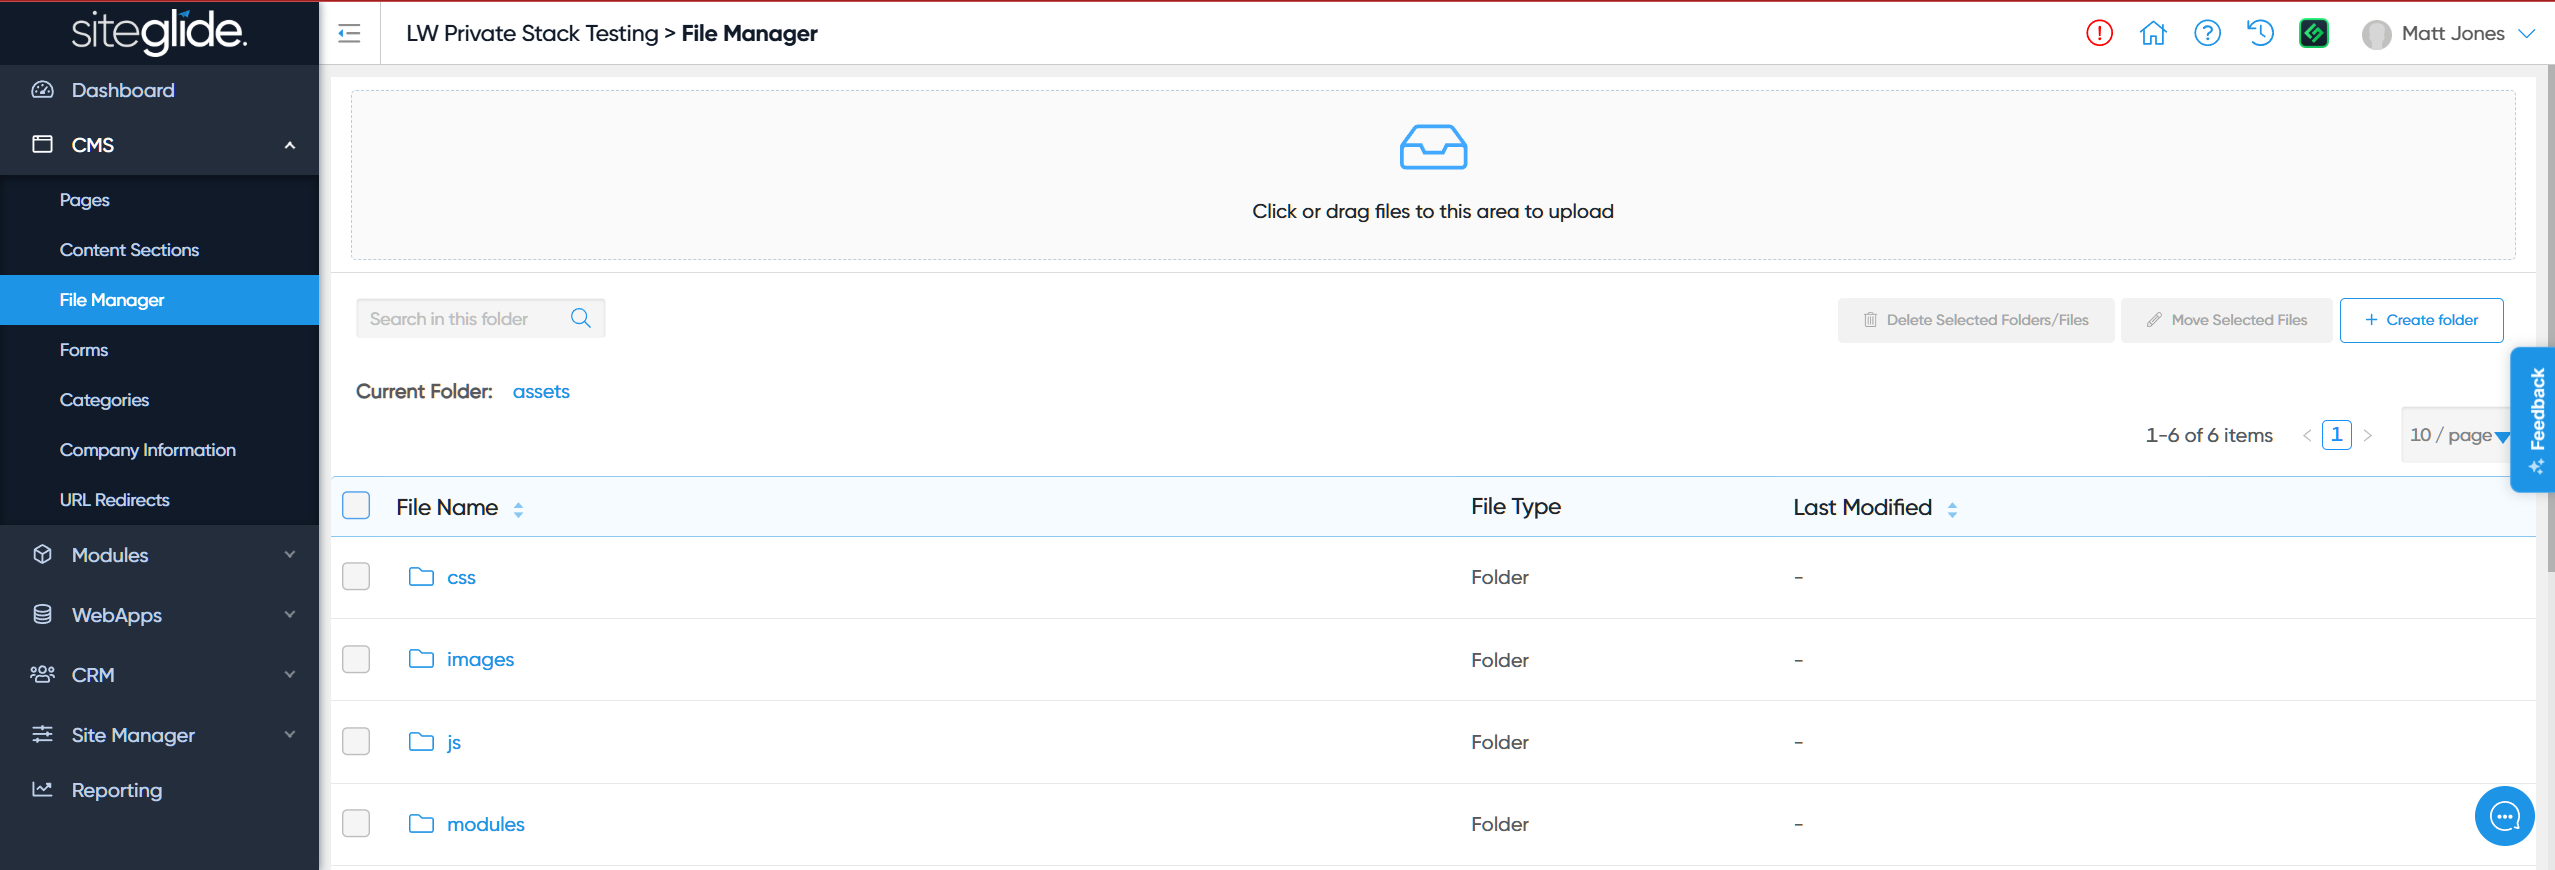 siteglide.
LW Private Stack Testing > File Manager
Matt Jones
Dashboard
CMS
Pages
Content Sections
File Manager
Forms
Categories
Company Information
URL Redirects
Modules
WebApps
CRM
Site Manager
Reporting
Click or drag files to this area to upload
Search in this folder
Delete Selected Folders/Files
Move Selected Files
+ Create folder
Current Folder: assets
1-6 of 6 items < 1 > 10 / page
Feedback
File Name File Type Last Modified
css Folder -
images Folder -
js Folder -
modules Folder -